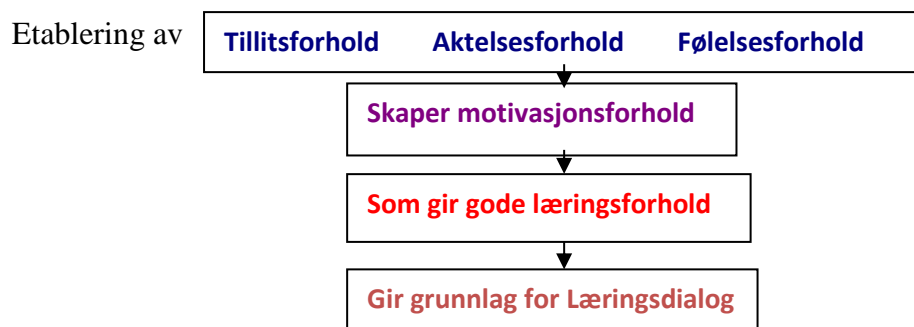 Etablering av Tillitsforhold Aktelsesforhold Følelsesforhold
Skaper motivasjonsforhold
Som gir gode læringsforhold
Gir grunnlag for Læringsdialog